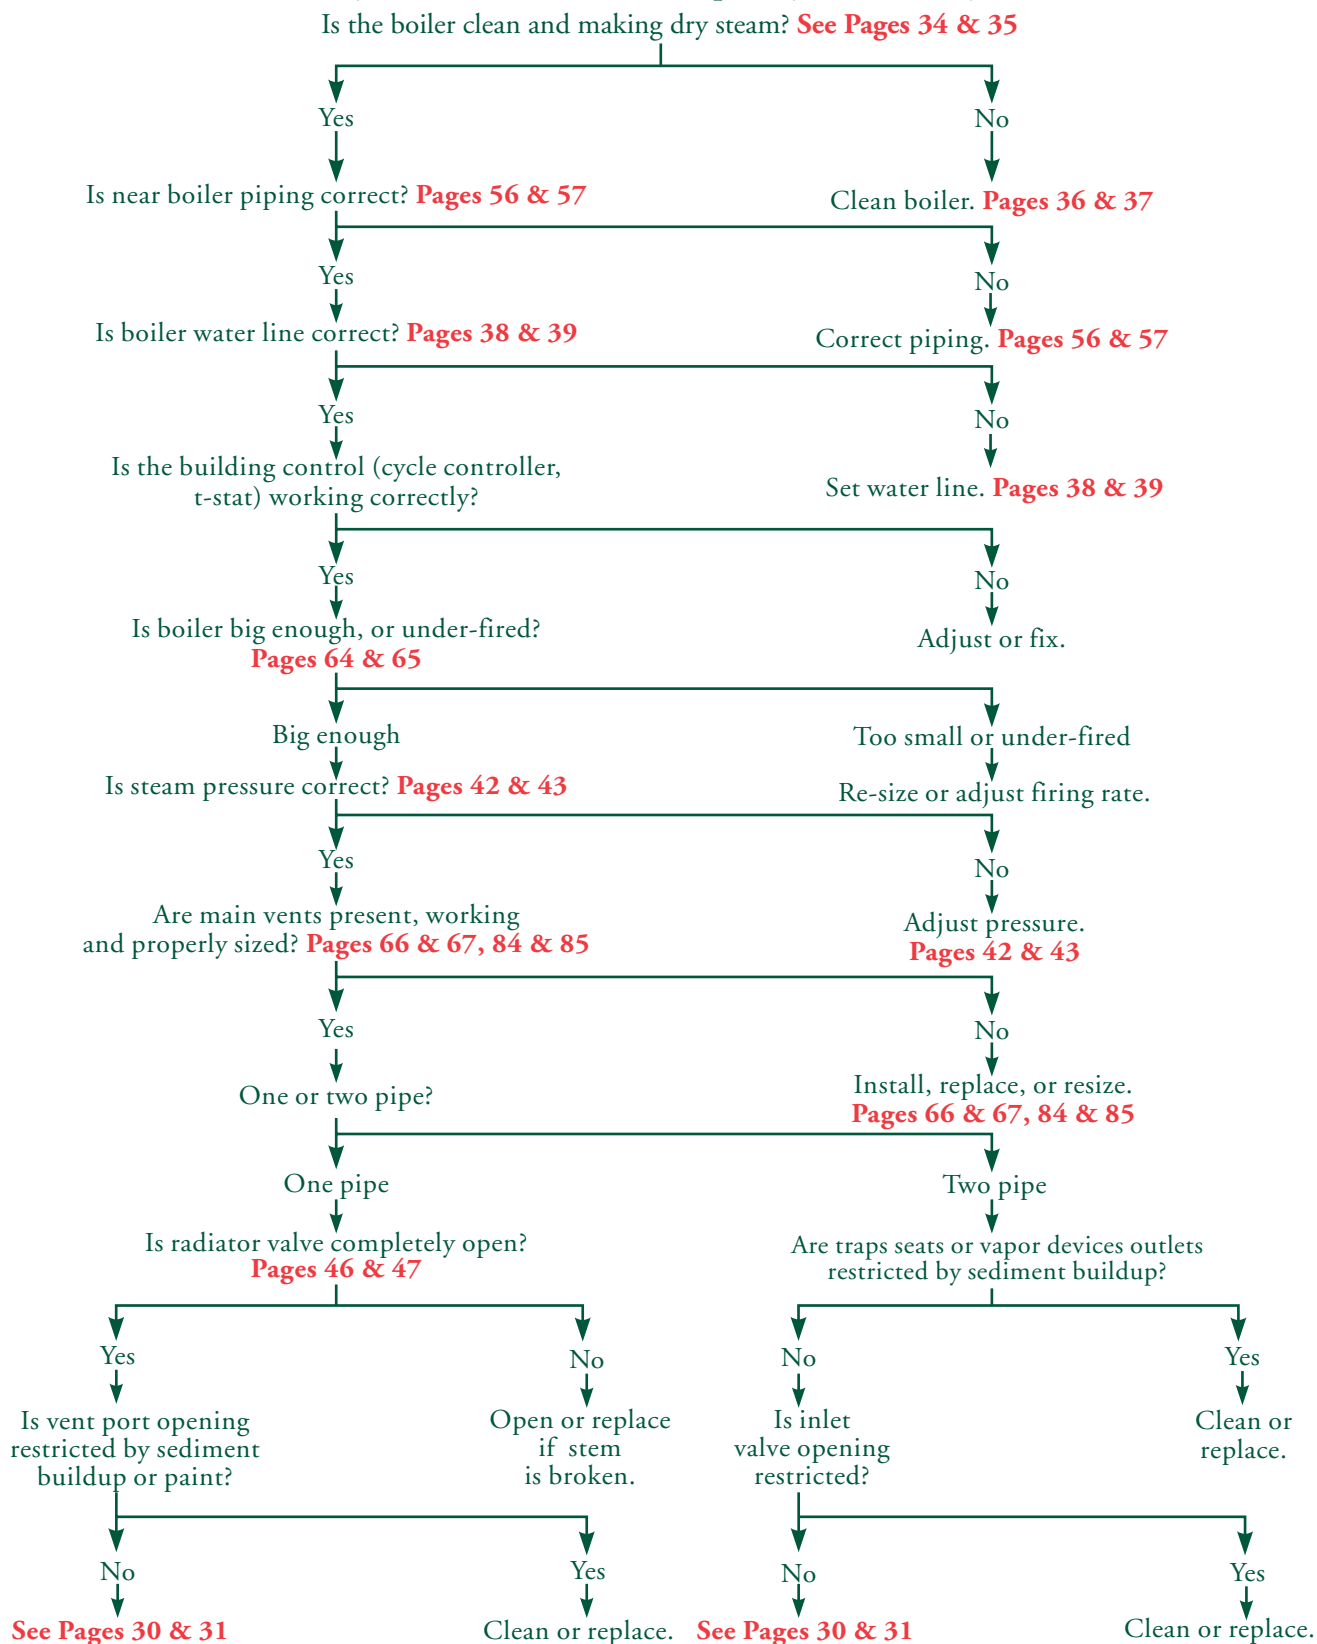 Is the boiler clean and making dry steam? See Pages 34 & 35
Yes
No
Is near boiler piping correct? Pages 56 & 57
Clean boiler. Pages 36 & 37
Yes
No
Is boiler water line correct? Pages 38 & 39
Correct piping. Pages 56 & 57
Yes
No
Is the building control (cycle controller,
t-stat) working correctly?
Set water line. Pages 38 & 39
Yes
No
Is boiler big enough, or under-fired?
Pages 64 & 65
Adjust or fix.
Big enough
Too small or under-fired
Is steam pressure correct? Pages 42 & 43
Re-size or adjust firing rate.
Yes
No
Are main vents present, working
and properly sized? Pages 66 & 67, 84 & 85
Adjust pressure.
Pages 42 & 43
Yes
No
One or two pipe?
Install, replace, or resize.
Pages 66 & 67, 84 & 85
One pipe
Two pipe
Is radiator valve completely open?
Pages 46 & 47
Are traps seats or vapor devices outlets
restricted by sediment buildup?
Yes
No
No
Yes
Is vent port opening
restricted by sediment
buildup or paint?
Open or replace
if stem
is broken.
Is inlet
valve opening
restricted?
Clean or
replace.
No
Yes
No
Yes
See Pages 30 & 31
Clean or replace.
See Pages 30 & 31
Clean or replace.